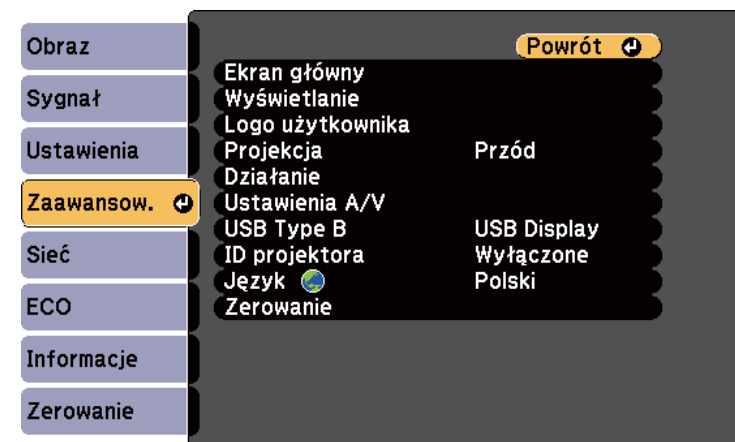 Obraz
Sygnał
Ustawienia
Zaawansow.
Sieć
ECO
Informacje
Zerowanie
Powrót
Ekran główny
Wyświetlanie
Logo użytkownika
Projekcja Przód
Działanie
Ustawienia A/V
USB Type B USB Display
ID projektora Wyłączone
Język Polski
Zerowanie